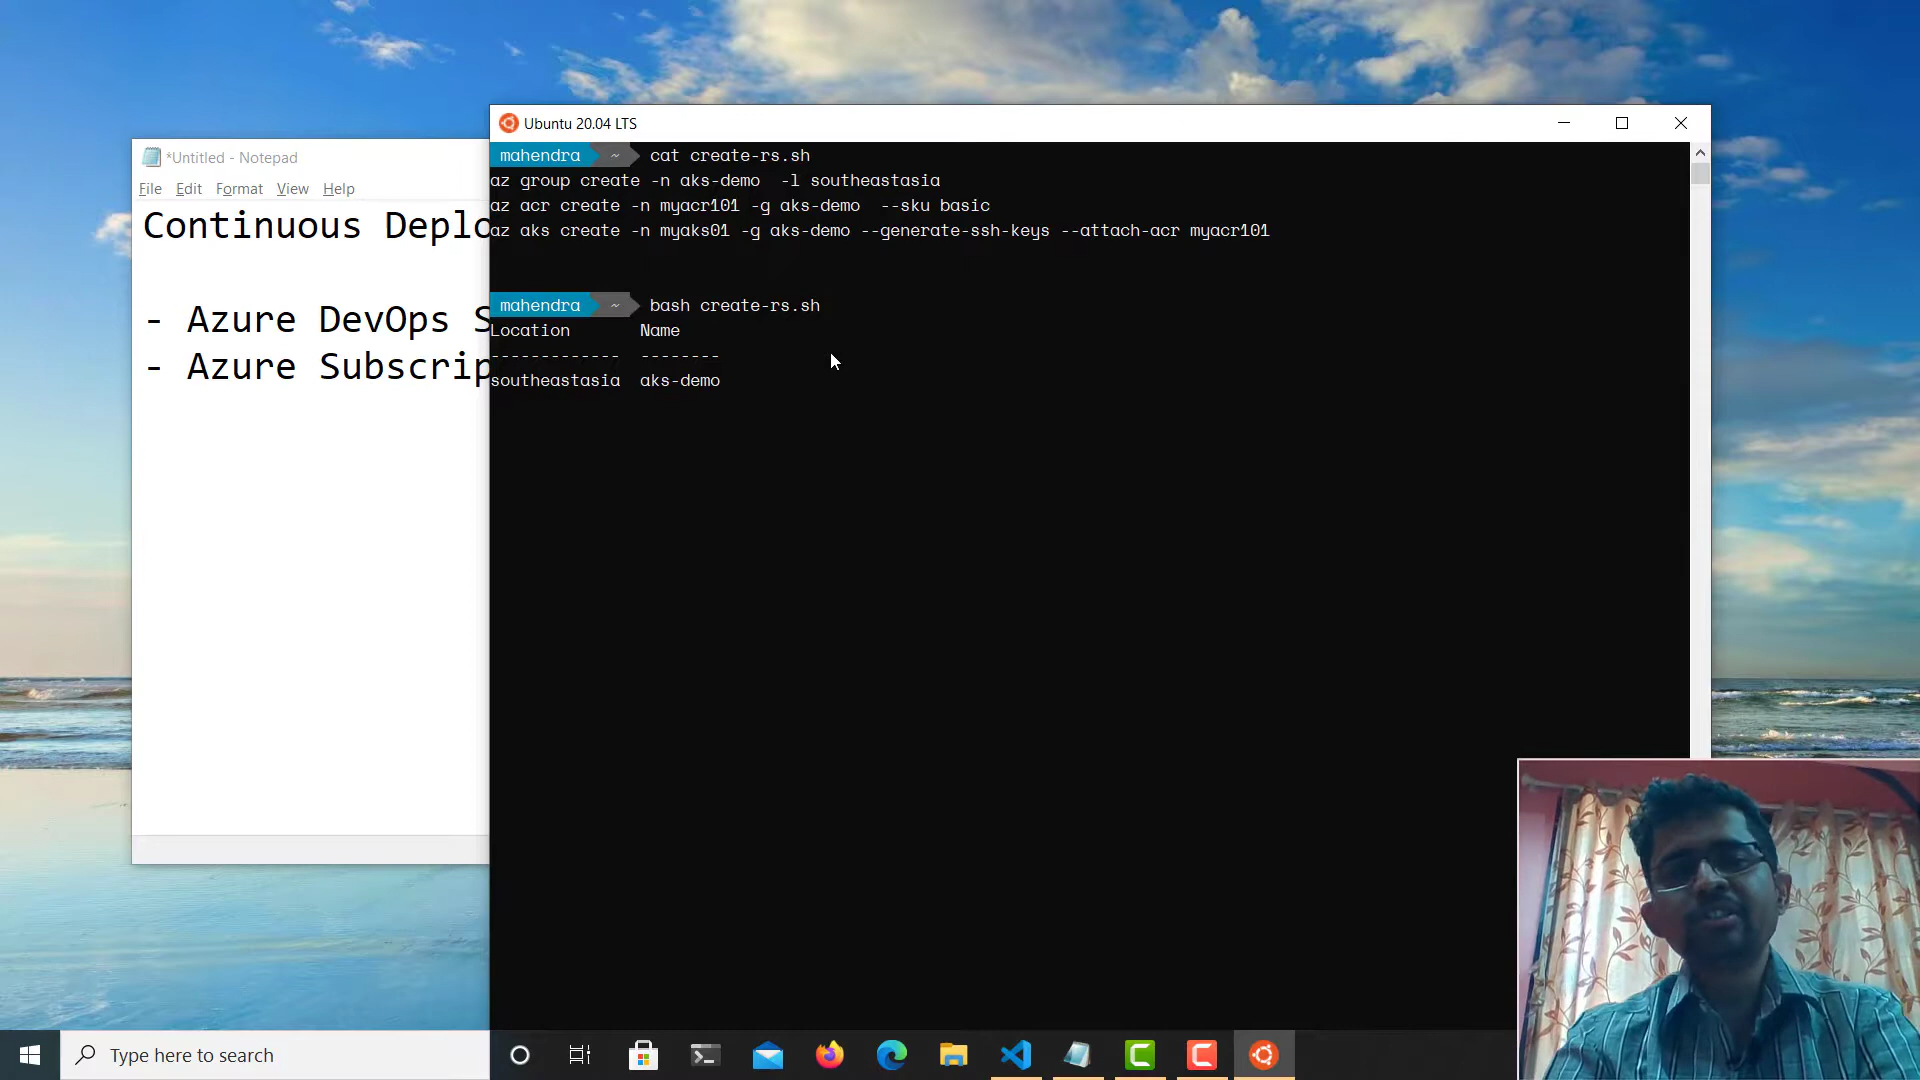 *Untitled - Notepad
File Edit Format View Help
Continuous Deplo
- Azure DevOps S
- Azure Subscrip
Ubuntu 20.04 LTS
mahendra ~ cat create-rs.sh
az group create -n aks-demo  -l southeastasia
az acr create -n myacr101 -g aks-demo  --sku basic
az aks create -n myaks01 -g aks-demo --generate-ssh-keys --attach-acr myacr101
mahendra ~ bash create-rs.sh
Location       Name
-------------  --------
southeastasia  aks-demo
Type here to search